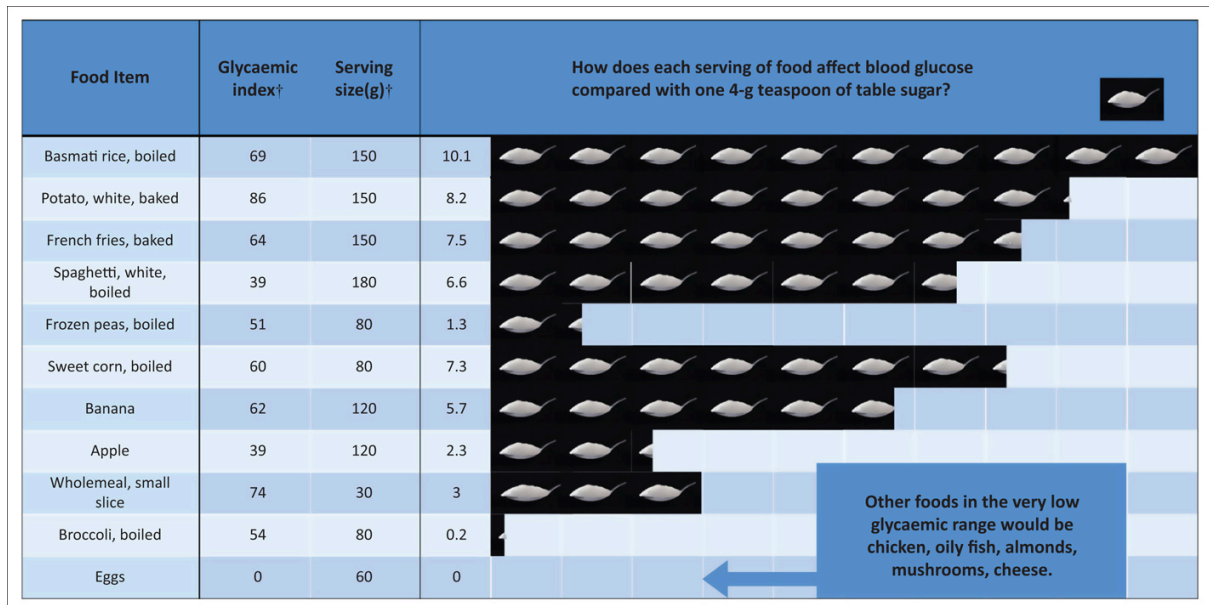 Food Item
Glycaemic
index†
Serving
size(g)†
How does each serving of food affect blood glucose
compared with one 4-g teaspoon of table sugar?
Basmati rice, boiled 69 150 10.1
Potato, white, baked 86 150 8.2
French fries, baked 64 150 7.5
Spaghetti, white,
boiled 39 180 6.6
Frozen peas, boiled 51 80 1.3
Sweet corn, boiled 60 80 7.3
Banana 62 120 5.7
Apple 39 120 2.3
Wholemeal, small
slice 74 30 3
Broccoli, boiled 54 80 0.2
Eggs 0 60 0
Other foods in the very low
glycaemic range would be
chicken, oily fish, almonds,
mushrooms, cheese.